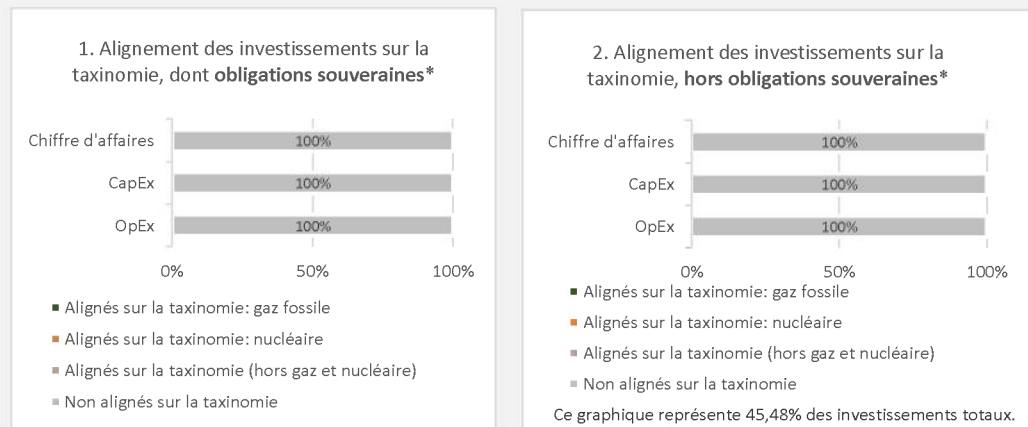 1. Alignement des investissements sur la
taxinomie, dont obligations souveraines*
Chiffre d'affaires
100%
CapEx
100%
OpEx
100%
0%
50%
100%
■ Alignés sur la taxinomie: gaz fossile
■ Alignés sur la taxinomie: nucléaire
■ Alignés sur la taxinomie (hors gaz et nucléaire)
■ Non alignés sur la taxinomie
2. Alignement des investissements sur la
taxinomie, hors obligations souveraines*
Chiffre d'affaires
100%
CapEx
100%
OpEx
100%
0%
50%
100%
■ Alignés sur la taxinomie: gaz fossile
■ Alignés sur la taxinomie: nucléaire
■ Alignés sur la taxinomie (hors gaz et nucléaire)
■ Non alignés sur la taxinomie
Ce graphique représente 45,48% des investissements totaux.